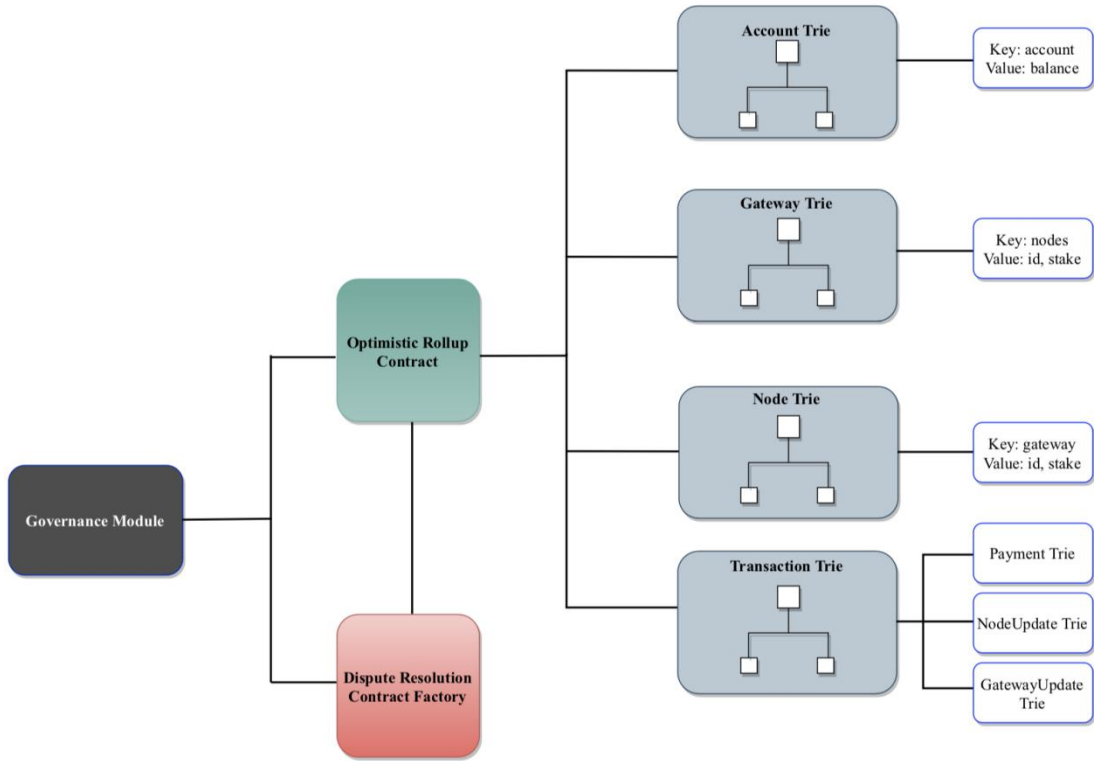 Account Trie
Key: account
Value: balance
Gateway Trie
Key: nodes
Value: id, stake
Optimistic Rollup
Contract
Node Trie
Key: gateway
Value: id, stake
Governance Module
Transaction Trie
Payment Trie
NodeUpdate Trie
GatewayUpdate
Trie
Dispute Resolution
Contract Factory